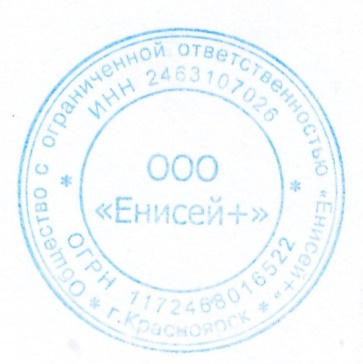 Общество с ограниченной ответственностью «Енисей+»
* г.Красноярск *
ИНН 2463107026
* ОГРН 1172468016522 *
ООО
«Енисей+»